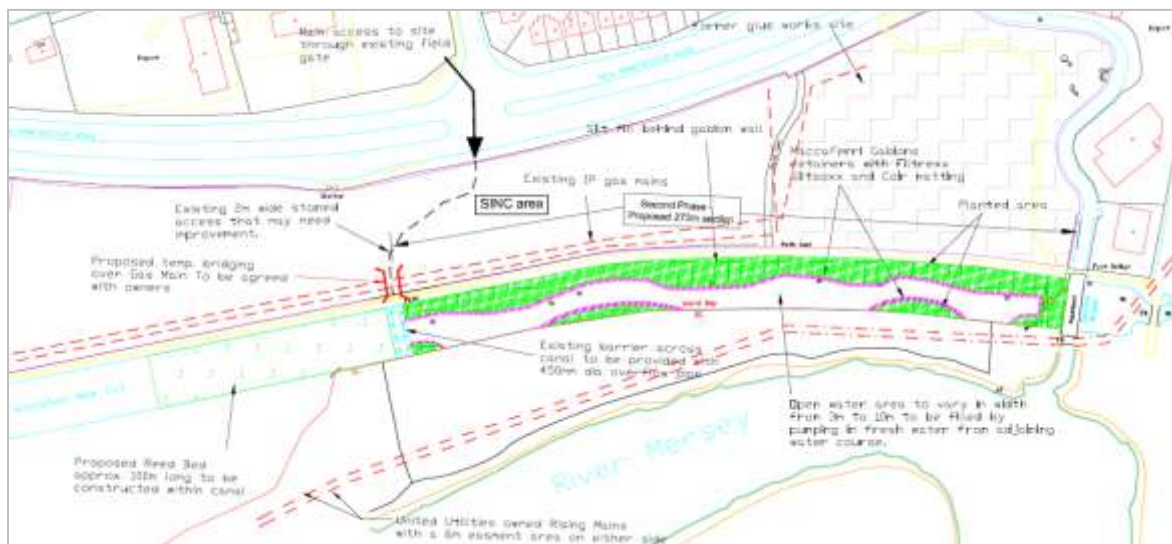 Main access to site
through existing field
gate
Former glue works site
Silt fill behind gabion wall
Maccaferri Gabions
retainers with Filtrexx
Siltsoxx and Coir matting
Existing IP gas mains
SINC area
Second Phase -
Proposed 275m section
Planted area
Existing 2m wide stoned
access that may need
improvement.
Proposed temp. bridging
over Gas Main To be agreed
with owners
Existing barrier across
canal to be provided with
450mm dia over flow pipe
Open water area to vary in width
from 3m to 10m to be filled by
pumping in fresh water from adjoining
water course.
River Mersey
Proposed Reed Bed
approx 100m long to be
constructed within canal
United Utilities owned Rising Mains
with a 6m easment area on either side